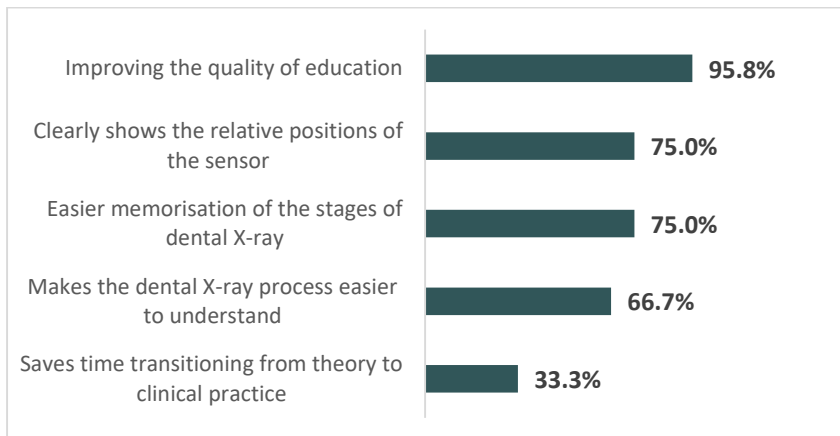 Improving the quality of education
95.8%
Clearly shows the relative positions of
the sensor
75.0%
Easier memorisation of the stages of
dental X-ray
75.0%
Makes the dental X-ray process easier
to understand
66.7%
Saves time transitioning from theory to
clinical practice
33.3%